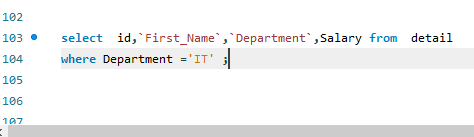 102
103 select id,`First_Name`,`Department`,Salary from detail
104 where Department ='IT' ;
105
106
107